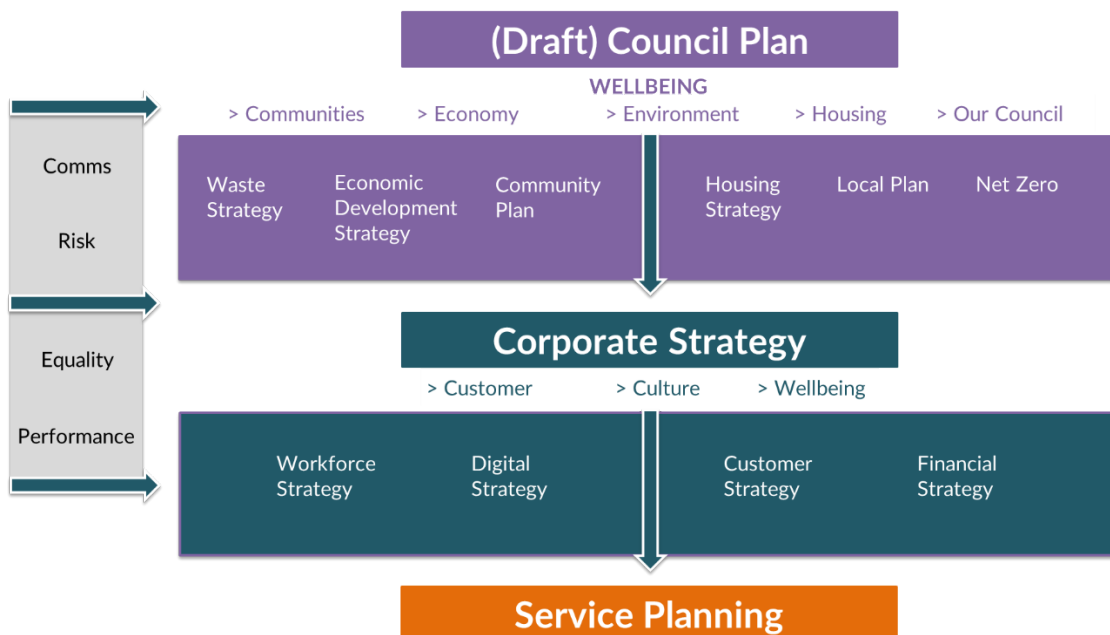 (Draft) Council Plan
WELLBEING
> Communities
> Economy
> Environment
> Housing
> Our Council
Comms
Risk
Equality
Performance
Waste
Strategy
Economic
Development
Strategy
Community
Plan
Housing
Strategy
Local Plan
Net Zero
Corporate Strategy
> Customer
> Culture
> Wellbeing
Workforce
Strategy
Digital
Strategy
Customer
Strategy
Financial
Strategy
Service Planning